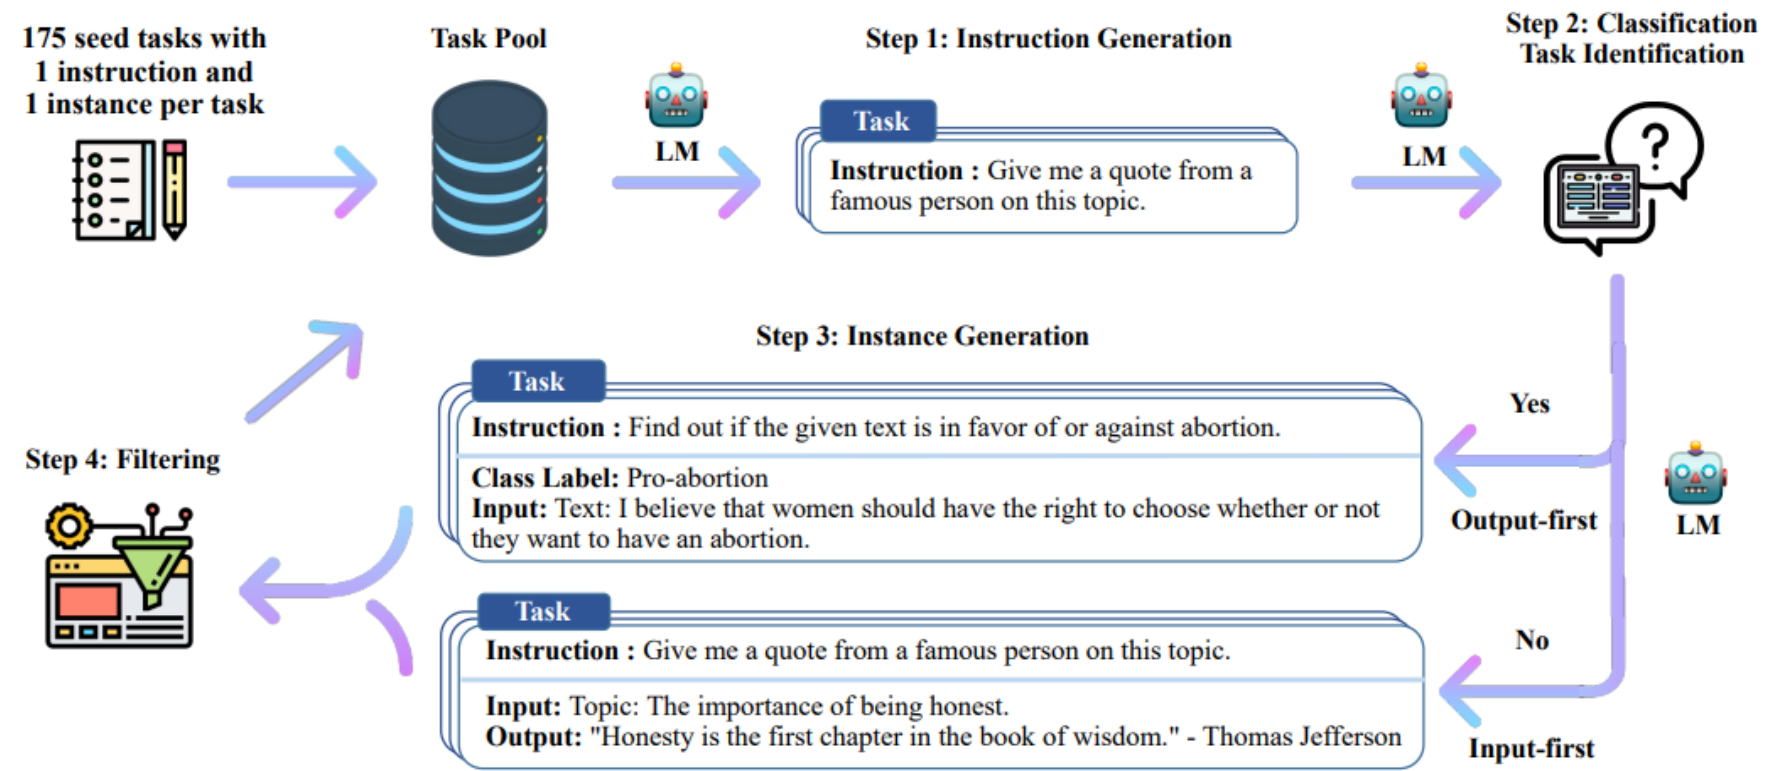 175 seed tasks with
1 instruction and
1 instance per task
Task Pool
LM
Step 1: Instruction Generation
Task
Instruction : Give me a quote from a
famous person on this topic.
LM
Step 2: Classification
Task Identification
Step 3: Instance Generation
Task
Instruction : Find out if the given text is in favor of or against abortion.
Class Label: Pro-abortion
Input: Text: I believe that women should have the right to choose whether or not
they want to have an abortion.
Yes
Output-first
LM
Task
Instruction : Give me a quote from a famous person on this topic.
Input: Topic: The importance of being honest.
Output: "Honesty is the first chapter in the book of wisdom." - Thomas Jefferson
No
Input-first
Step 4: Filtering